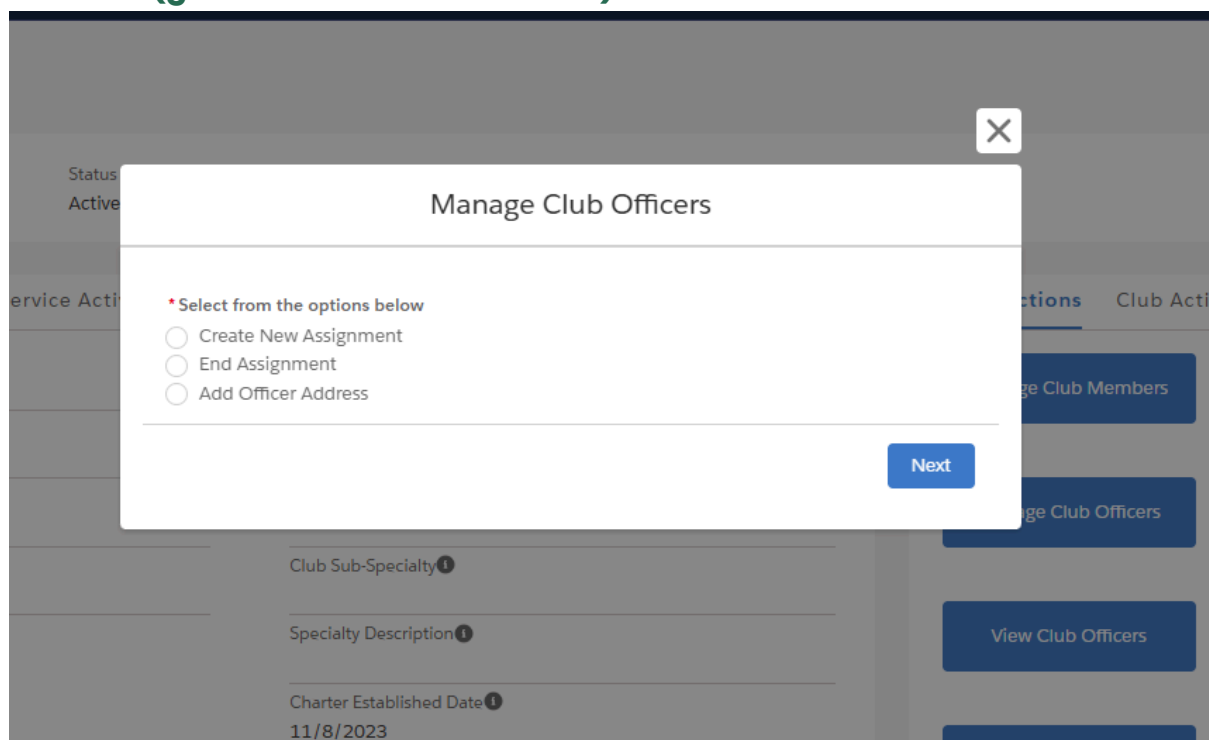 Status
Active
Manage Club Officers
ervice Acti
* Select from the options below
Create New Assignment
End Assignment
Add Officer Address
Next
ctions Club Acti
ge Club Members
ge Club Officers
View Club Officers
Club Sub-Specialty
Specialty Description
Charter Established Date
11/8/2023